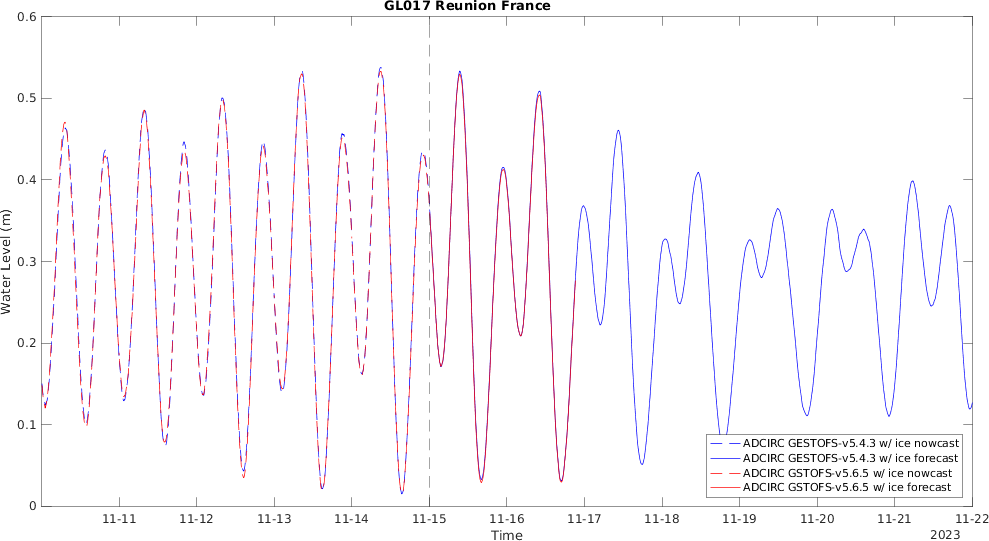 GL017 Reunion France
0.6
0.5
0.4
0.3
0.2
0.1
0
Water Level (m)
11-11 11-12 11-13 11-14 11-15 11-16 11-17 11-18 11-19 11-20 11-21 11-22
Time
2023
ADCIRC GESTOFS-v5.4.3 w/ ice nowcast
ADCIRC GESTOFS-v5.4.3 w/ ice forecast
ADCIRC GSTOFS-v5.6.5 w/ ice nowcast
ADCIRC GSTOFS-v5.6.5 w/ ice forecast